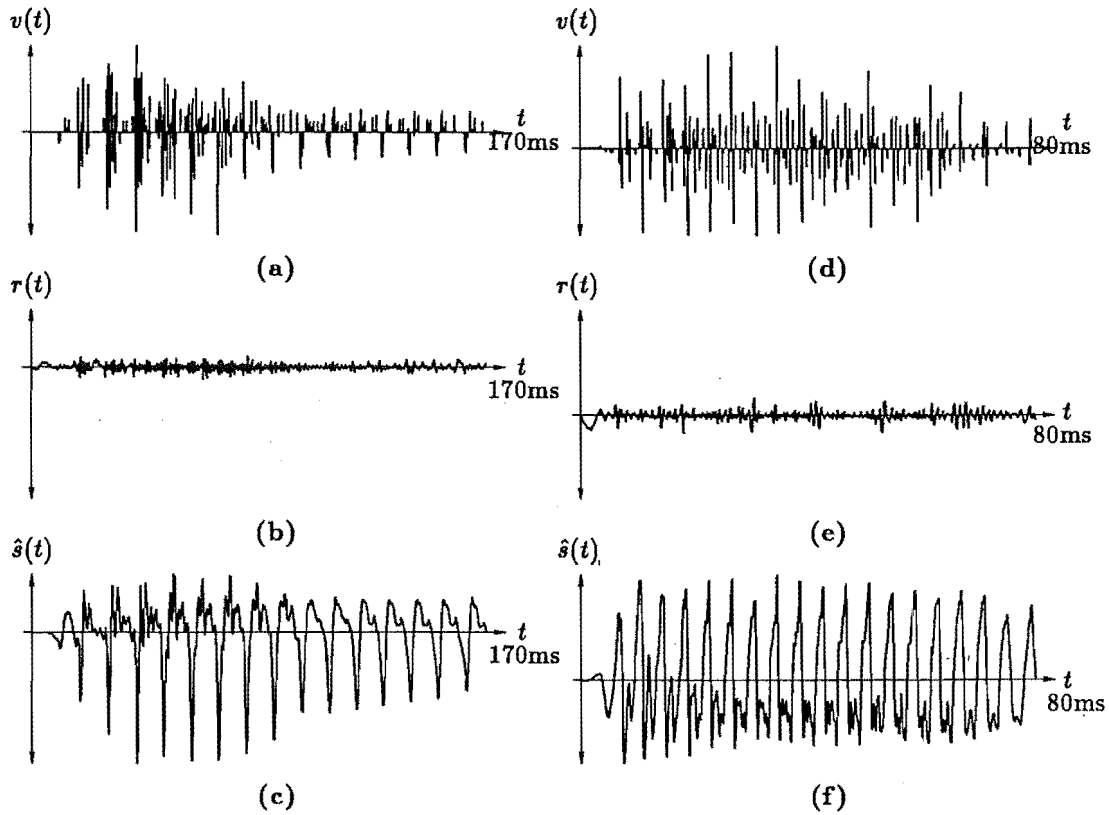 v(t)
t
170ms
(a)
v(t)
t
80ms
(d)
r(t)
t
170ms
(b)
r(t)
t
80ms
(e)
ŝ(t)
t
170ms
(c)
ŝ(t)
t
80ms
(f)